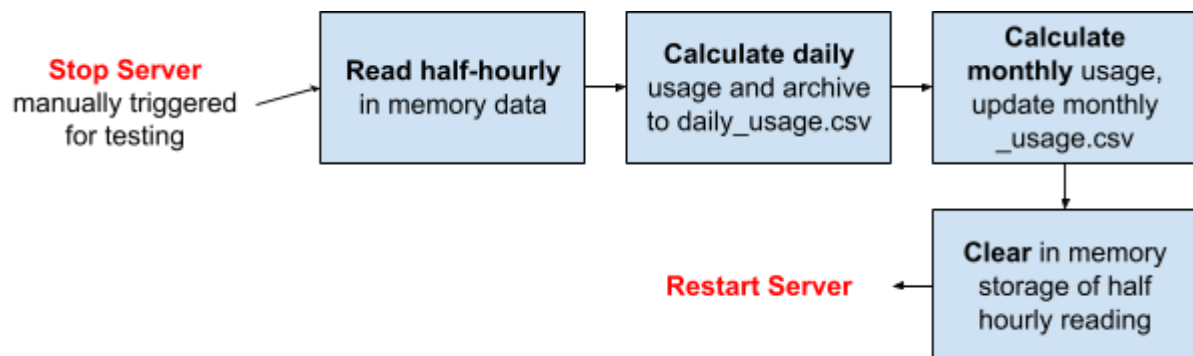 Stop Server
manually triggered
for testing
Read half-hourly
in memory data
Calculate daily
usage and archive
to daily_usage.csv
Calculate
monthly usage,
update monthly
_usage.csv
Clear in memory
storage of half
hourly reading
Restart Server